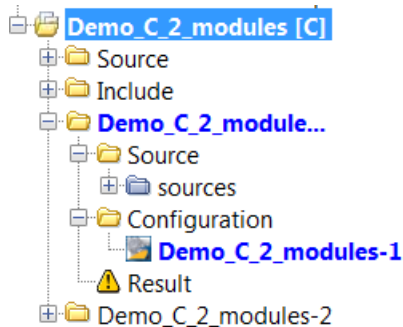 Demo_C_2_modules [C]
Source
Include
Demo_C_2_module...
Source
sources
Configuration
Demo_C_2_modules-1
Result
Demo_C_2_modules-2